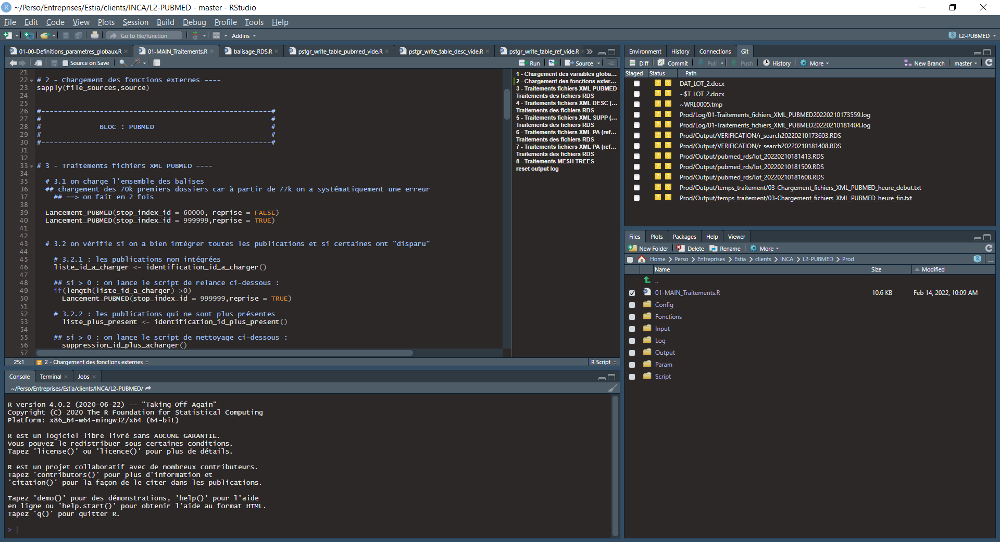 ~/Perso/Entreprises/Estia/clients/INCA/L2-PUBMED - master - RStudio
File Edit Code View Plots Session Build Debug Profile Tools Help
Go to file/function Addins L2-PUBMED
01-00-Definitions_parametres_globaux.R 01-MAIN_Traitements.R balisage_RDS.R pstgr_write_table_pubmed_vide.R pstgr_write_table_desc_vide.R pstgr_write_table_ref_vide.R
Source on Save Run Source
21
22 # 2 - Chargement des fonctions externes ----
23 sapply(file_sources,source)
24
25
26 #-------------------------------------------------------#
27 # #
28 # BLOC : PUBMED #
29 # #
30 #-------------------------------------------------------#
31
32
33 # 3 - Traitements fichiers XML PUBMED ----
34
35 # 3.1 on charge l'ensemble des balises
36 ## chargement des 70k premiers dossiers car à partir de 77k on a systématiquement une erreur
37 ## ==> on fait en 2 fois
38
39 Lancement_PUBMED(stop_index_id = 60000, reprise = FALSE)
40 Lancement_PUBMED(stop_index_id = 999999,reprise = TRUE)
41
42
43 # 3.2 on vérifie si on a bien intégrer toutes les publications et si certaines ont "disparu"
44
45 # 3.2.1 : les publications non intégrées
46 liste_id_a_charger <- identification_id_a_charger()
47
48 ## si > 0 : on lance le script de relance ci-dessous :
49 if(length(liste_id_a_charger) >0)
50 Lancement_PUBMED(stop_index_id = 999999,reprise = TRUE)
51
52 # 3.2.2 : les publications qui ne sont plus présentes
53 liste_plus_present <- identification_id_plus_present()
54
55 ## si > 0 : on lance le script de nettoyage ci-dessous :
56 suppression_id_plus_acharger()
57
1 - Chargement des variables globa...
2 - Chargement des fonctions exter...
3 - Traitements fichiers XML PUBMED
Traitements des fichiers RDS
4 - Traitements fichiers XML DESC (...
Traitements des fichiers RDS
5 - Traitements fichiers XML SUPP (...
Traitements des fichiers RDS
6 - Traitements fichiers XML PA (ref...
Traitements des fichiers RDS
7 - Traitements fichiers XML PA (ref...
Traitements des fichiers RDS
8 - Traitements MESH TREES
reset output log
25:1 # 2 - Chargement des fonctions externes R Script
Console Terminal Jobs
~/Perso/Entreprises/Estia/clients/INCA/L2-PUBMED/
R version 4.0.2 (2020-06-22) -- "Taking Off Again"
Copyright (C) 2020 The R Foundation for Statistical Computing
Platform: x86_64-w64-mingw32/x64 (64-bit)
R est un logiciel libre livré sans AUCUNE GARANTIE.
Vous pouvez le redistribuer sous certaines conditions.
Tapez 'license()' ou 'licence()' pour plus de détails.
R est un projet collaboratif avec de nombreux contributeurs.
Tapez 'contributors()' pour plus d'information et
'citation()' pour la façon de le citer dans les publications.
Tapez 'demo()' pour des démonstrations, 'help()' pour l'aide
en ligne ou 'help.start()' pour obtenir l'aide au format HTML.
Tapez 'q()' pour quitter R.
>
Environment History Connections Git
Diff Commit Pull Push History More New Branch master
Staged Status Path
? ? DAT_LOT_2.docx
? ? ~$T_LOT_2.docx
? ? ~WRL0005.tmp
? ? Prod/Log/01-Traitements_fichiers_XML_PUBMED20220210173559.log
? ? Prod/Log/01-Traitements_fichiers_XML_PUBMED20220210181404.log
? ? Prod/Output/VERIFICATION/r_search20220210173603.RDS
? ? Prod/Output/VERIFICATION/r_search20220210181408.RDS
? ? Prod/Output/pubmed_rds/lot_20220210181413.RDS
? ? Prod/Output/pubmed_rds/lot_20220210181509.RDS
? ? Prod/Output/pubmed_rds/lot_20220210181608.RDS
? ? Prod/Output/temps_traitement/03-Chargement_fichiers_XML_PUBMED_heure_debut.txt
? ? Prod/Output/temps_traitement/03-Chargement_fichiers_XML_PUBMED_heure_fin.txt
Files Plots Packages Help Viewer
New Folder Delete Rename More
Home > Perso > Entreprises > Estia > clients > INCA > L2-PUBMED > Prod ...
Name Size Modified
..
01-MAIN_Traitements.R 10.6 KB Feb 14, 2022, 10:09 AM
Config
Fonctions
Input
Log
Output
Param
Script